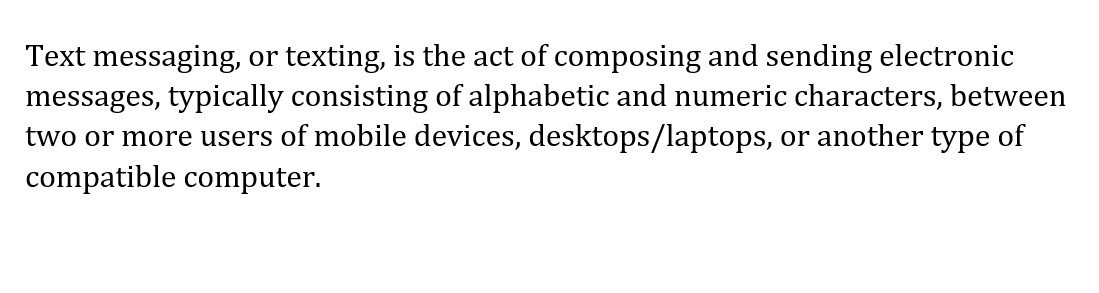 Text messaging, or texting, is the act of composing and sending electronic
messages, typically consisting of alphabetic and numeric characters, between
two or more users of mobile devices, desktops/laptops, or another type of
compatible computer.